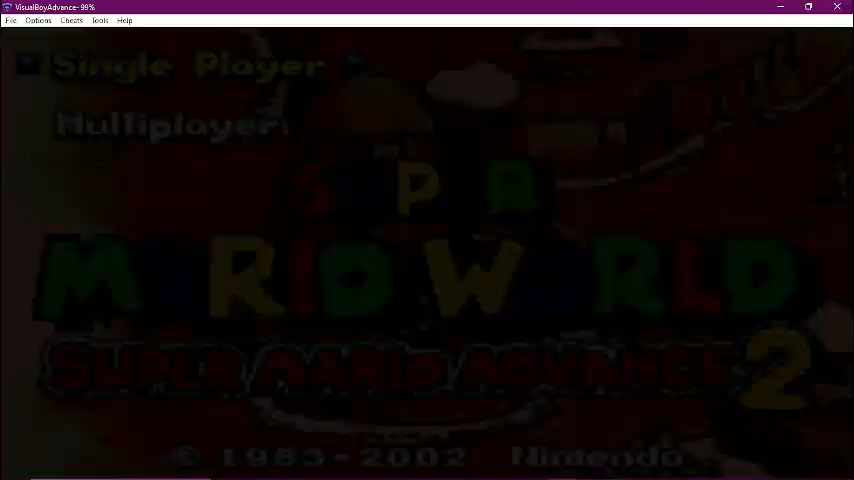 VisualBoyAdvance- 99%
File Options Cheats Tools Help
Single Player
Multiplayer
SUPER
MARIO WORLD
SUPER MARIO ADVANCE 2
© 1983-2002 Nintendo